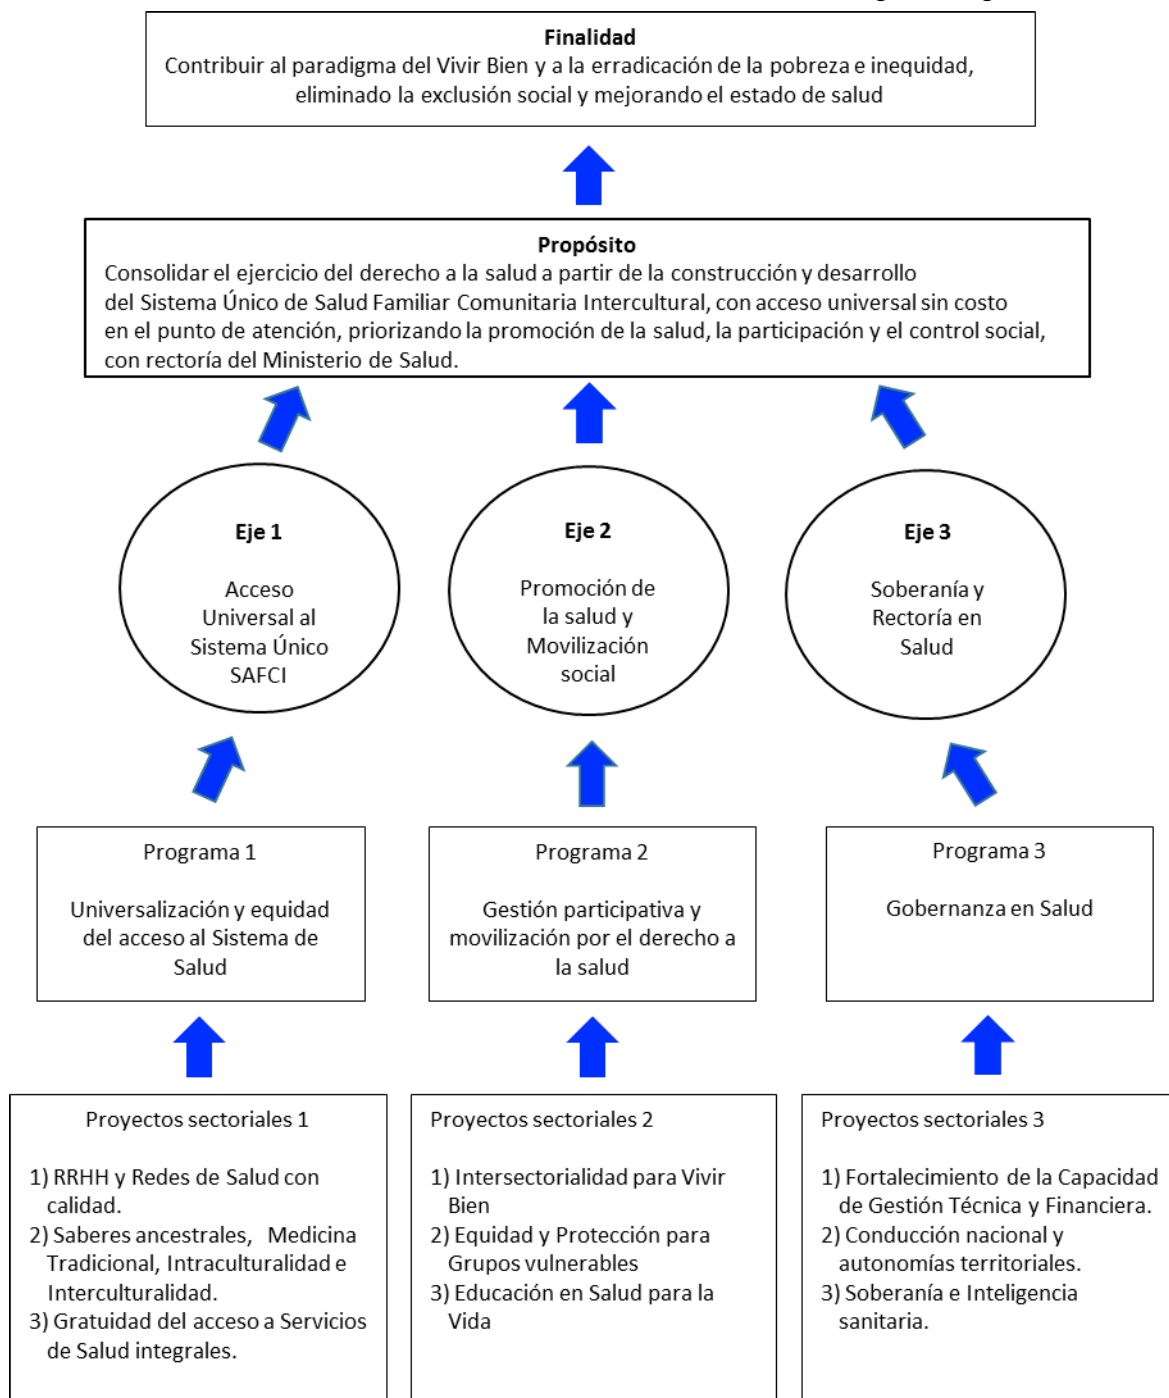 Finalidad
Contribuir al paradigma del Vivir Bien y a la erradicación de la pobreza e inequidad,
eliminado la exclusión social y mejorando el estado de salud
Propósito
Consolidar el ejercicio del derecho a la salud a partir de la construcción y desarrollo
del Sistema Único de Salud Familiar Comunitaria Intercultural, con acceso universal sin costo
en el punto de atención, priorizando la promoción de la salud, la participación y el control social,
con rectoría del Ministerio de Salud.
Eje 1
Acceso
Universal al
Sistema Único
SAFCI
Eje 2
Promoción de
la salud y
Movilización
social
Eje 3
Soberanía y
Rectoría en
Salud
Programa 1
Universalización y equidad
del acceso al Sistema de
Salud
Programa 2
Gestión participativa y
movilización por el derecho a
la salud
Programa 3
Gobernanza en Salud
Proyectos sectoriales 1
1) RRHH y Redes de Salud con
calidad.
2) Saberes ancestrales, Medicina
Tradicional, Intraculturalidad e
Interculturalidad.
3) Gratuidad del acceso a Servicios
de Salud integrales.
Proyectos sectoriales 2
1) Intersectorialidad para Vivir
Bien
2) Equidad y Protección para
Grupos vulnerables
3) Educación en Salud para la
Vida
Proyectos sectoriales 3
1) Fortalecimiento de la Capacidad
de Gestión Técnica y Financiera.
2) Conducción nacional y
autonomías territoriales.
3) Soberanía e Inteligencia
sanitaria.